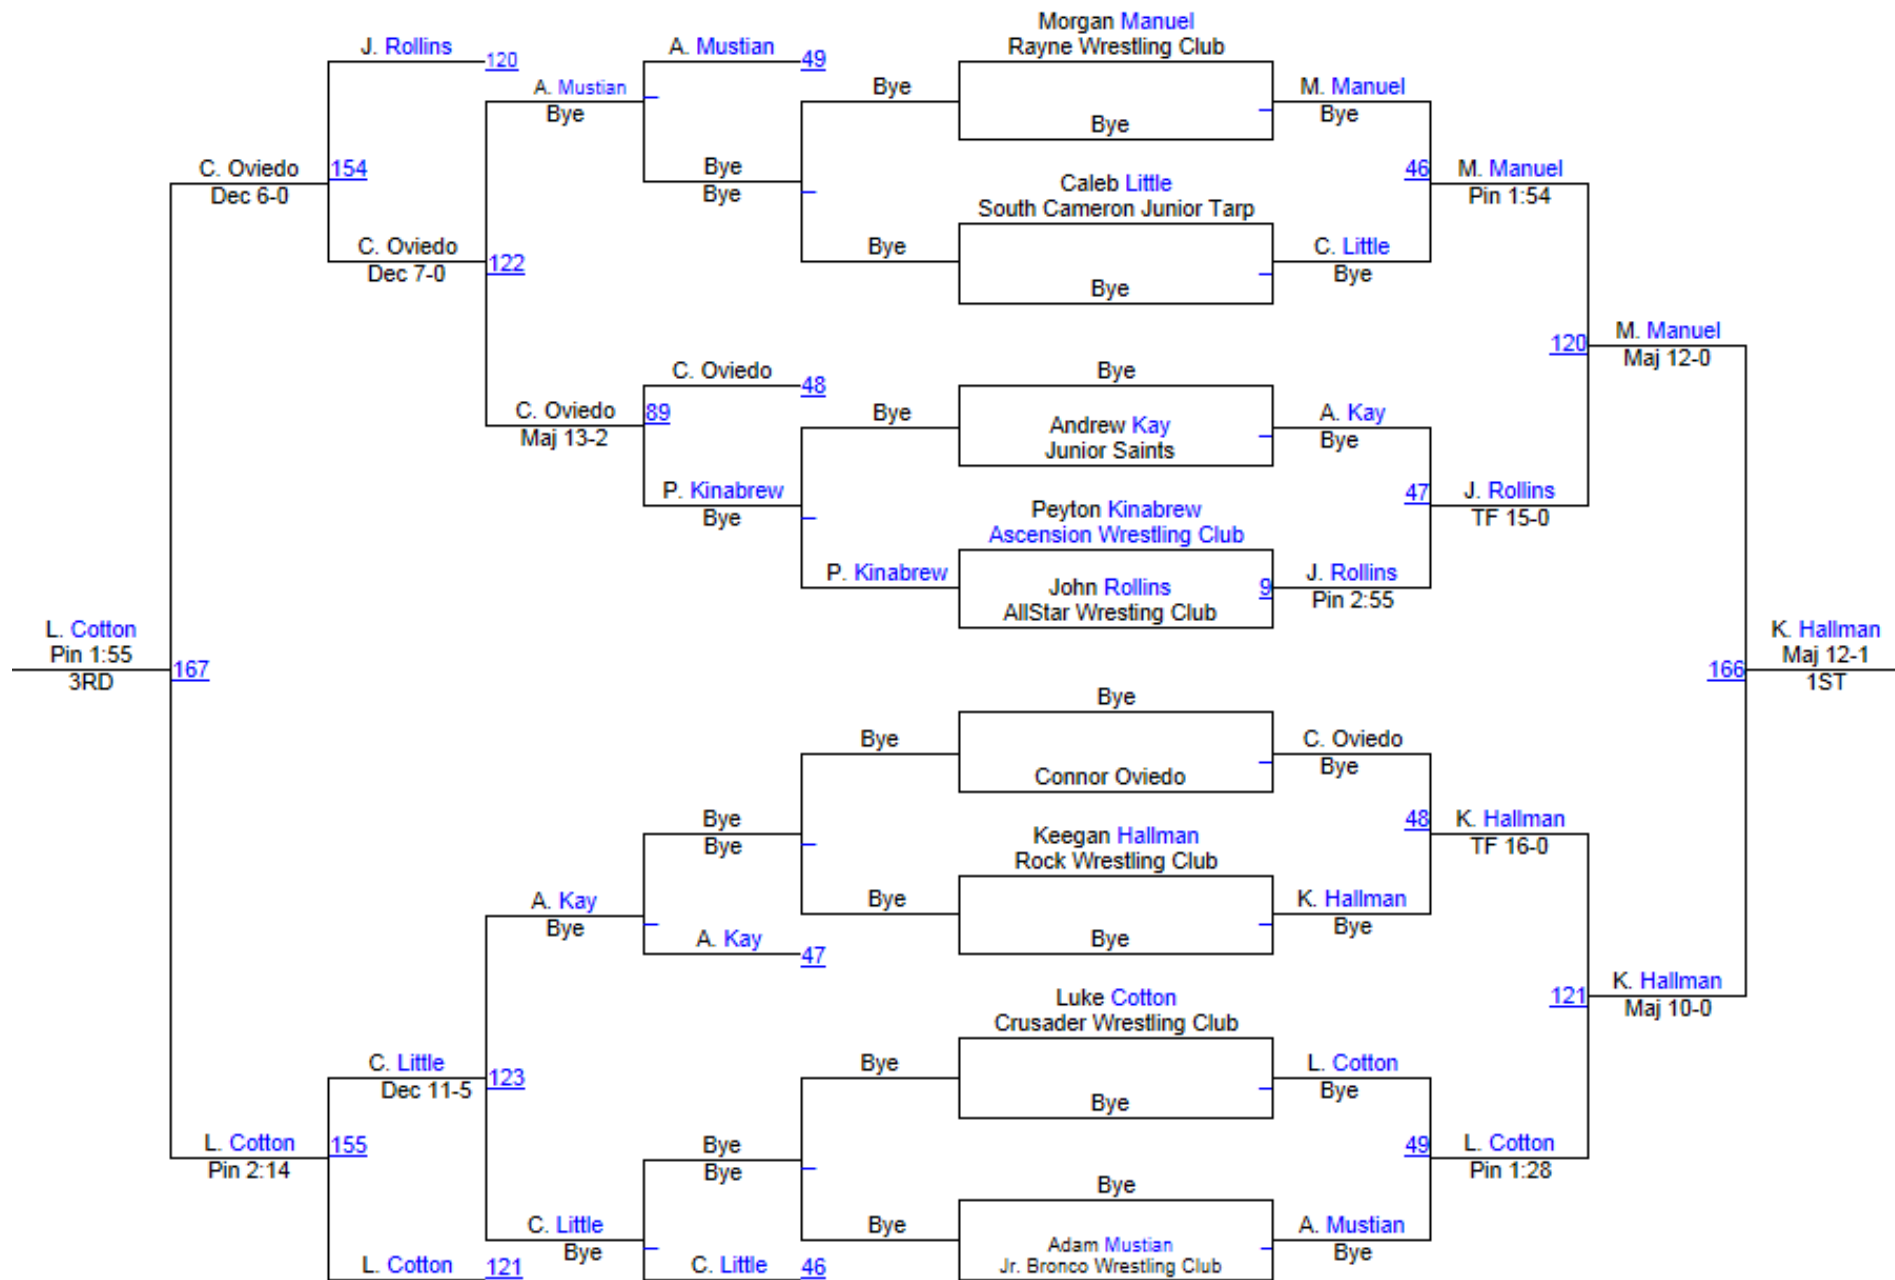 Morgan Manuel
J. Rollins
A. Mustian
Rayne Wrestling Club
120
49
A. Mustian
Bye
M. Manuel
Bye
Bye
Bye
C. Oviedo
154
Bye
Caleb Little
46
M. Manuel
Dec 6-0
Bye
South Cameron Junior Tarp
Pin 1:54
C. Oviedo
122
Bye
C. Little
Dec 7-0
Bye
Bye
120
M. Manuel
Maj 12-0
C. Oviedo
48
Bye
C. Oviedo
89
Bye
Andrew Kay
A. Kay
Maj 13-2
Junior Saints
Bye
P. Kinabrew
Peyton Kinabrew
47
J. Rollins
Bye
Ascension Wrestling Club
TF 15-0
P. Kinabrew
John Rollins
9
J. Rollins
AllStar Wresting Club
Pin 2:55
L. Cotton
K. Hallman
Pin 1:55
Maj 12-1
3RD
167
166
1ST
Bye
Bye
C. Oviedo
Connor Oviedo
Bye
Bye
Keegan Hallman
48
K. Hallman
Bye
Rock Wrestling Club
TF 16-0
A. Kay
Bye
K. Hallman
Bye
A. Kay
47
Bye
Bye
Luke Cotton
121
K. Hallman
Crusader Wrestling Club
Maj 10-0
C. Little
123
Bye
L. Cotton
Dec 11-5
Bye
Bye
L. Cotton
155
Bye
49
L. Cotton
Pin 2:14
Bye
Bye
Pin 1:28
C. Little
Bye
Adam Mustian
A. Mustian
Bye
Jr. Bronco Wrestling Club
Bye
L. Cotton
121
C. Little
46